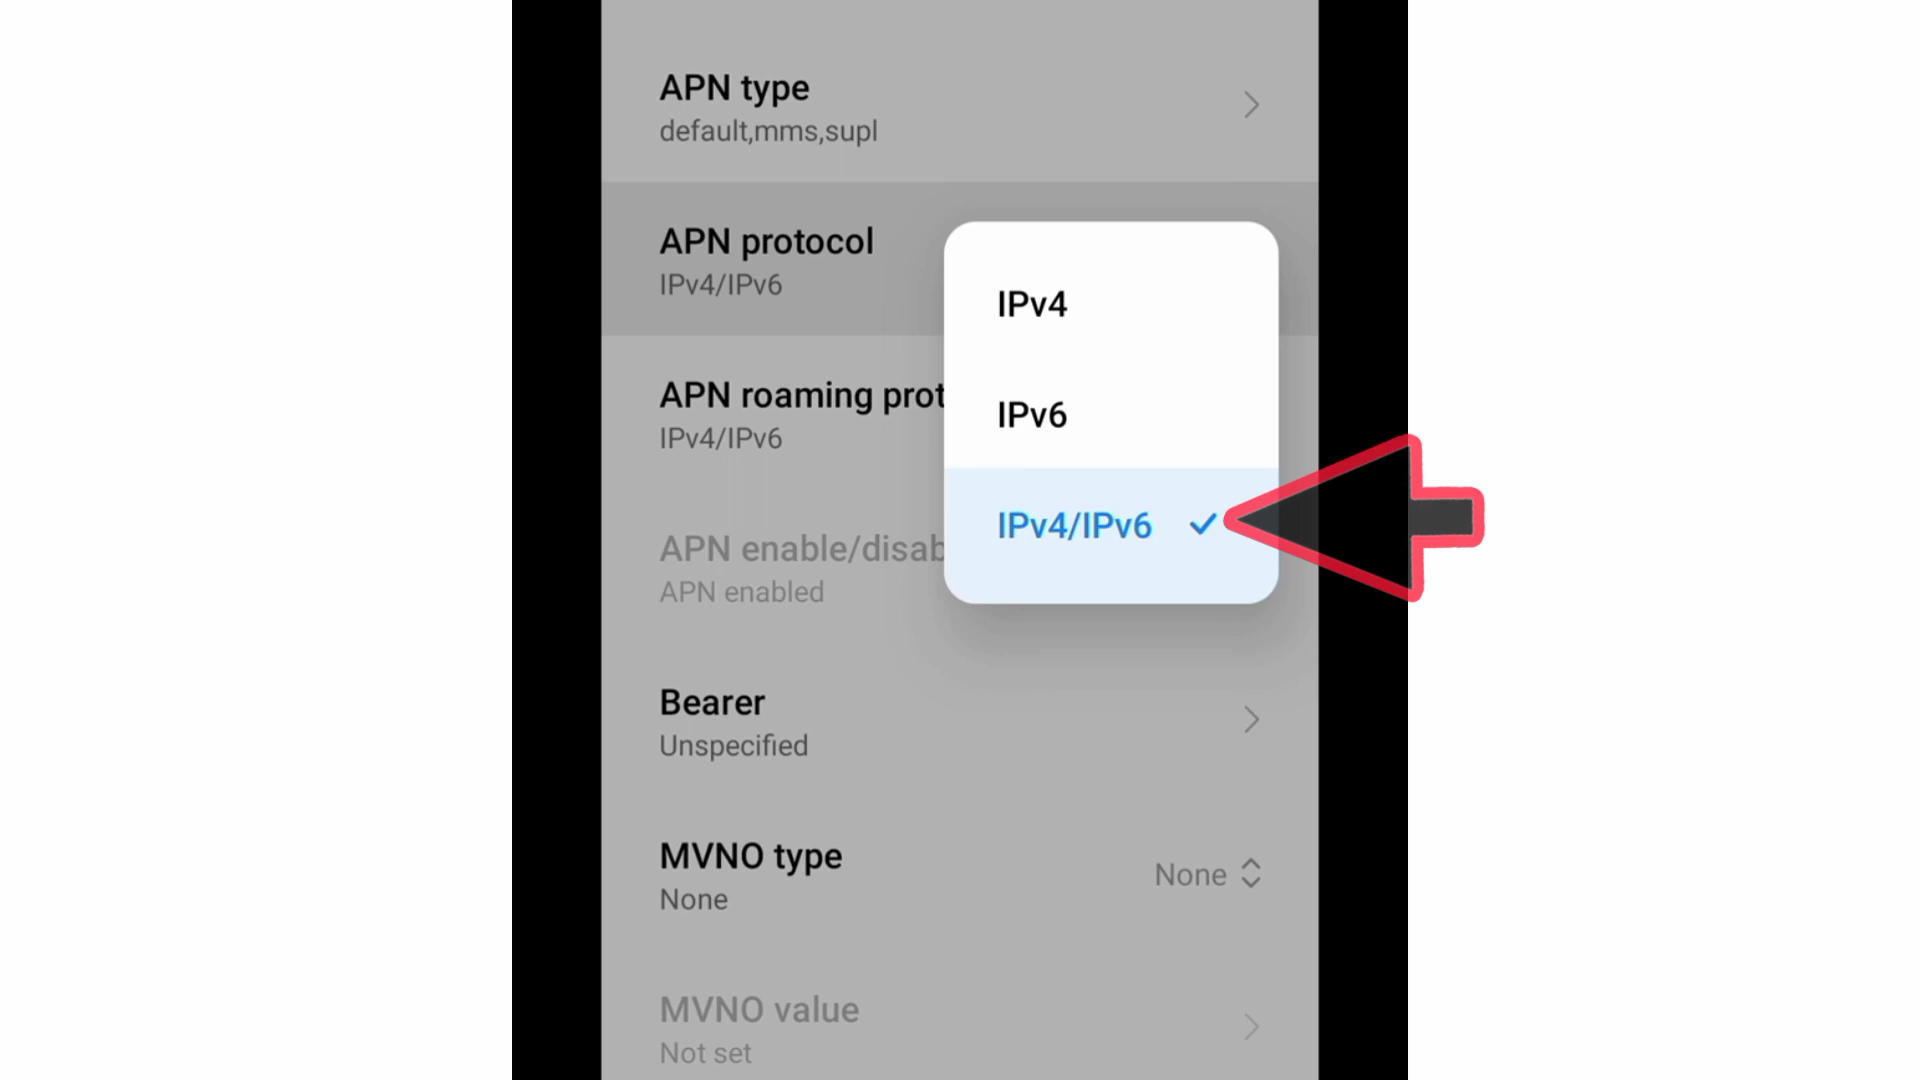 APN type
default,mms,supl
APN protocol
IPv4/IPv6
IPv4
IPv6
IPv4/IPv6
APN roaming prot
IPv4/IPv6
APN enable/disab
APN enabled
Bearer
Unspecified
MVNO type
None
None
MVNO value
Not set